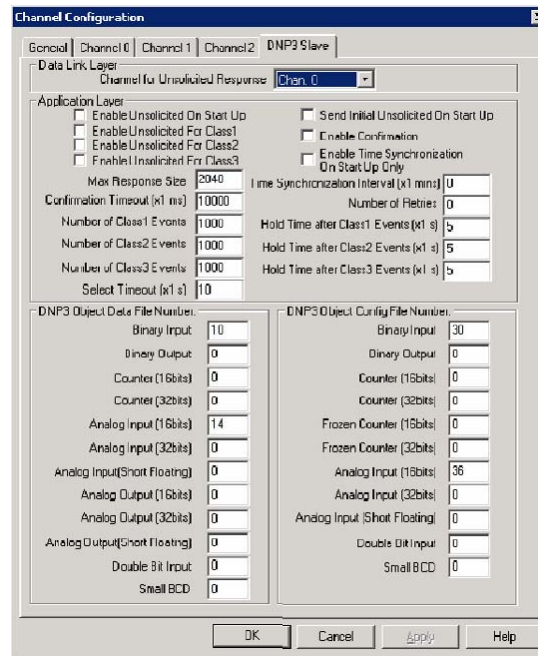 Channel Configuration
General Channel 0 Channel 1 Channel 2 DNP3 Slave
Data Link Layer
Channel for Unsolicited Response Chan. 0
Application Layer
Enable Unsolicited On Start Up
Enable Unsolicited For Class1
Enable Unsolicited For Class2
Enable Unsolicited For Class3
Send Initial Unsolicited On Start Up
Enable Confirmation
Enable Time Synchronization
On Start Up Only
Max Response Size 2048
Confirmation Timeout (x1 ms) 10000
Number of Class1 Events 1000
Number of Class2 Events 1000
Number of Class3 Events 1000
Select Timeout (x1 s) 10
Time Synchronization Interval (x1 mins) 0
Number of Retries 0
Hold Time after Class1 Events (x1 s) 5
Hold Time after Class2 Events (x1 s) 5
Hold Time after Class3 Events (x1 s) 5
DNP3 Object Data File Number.
Binary Input 10
Binary Output 0
Counter (16bits) 0
Counter (32bits) 0
Analog Input (16bits) 14
Analog Input (32bits) 0
Analog Input(Short Floating) 0
Analog Output (16bits) 0
Analog Output (32bits) 0
Analog Output(Short Floating) 0
Double Bit Input 0
Small BCD 0
DNP3 Object Config File Number.
Binary Input 30
Binary Output 0
Counter (16bits) 0
Counter (32bits) 0
Frozen Counter (16bits) 0
Frozen Counter (32bits) 0
Analog Input (16bits) 36
Analog Input (32bits) 0
Analog Input (Short Floating) 0
Double Bit Input 0
Small BCD 0
OK Cancel Apply Help